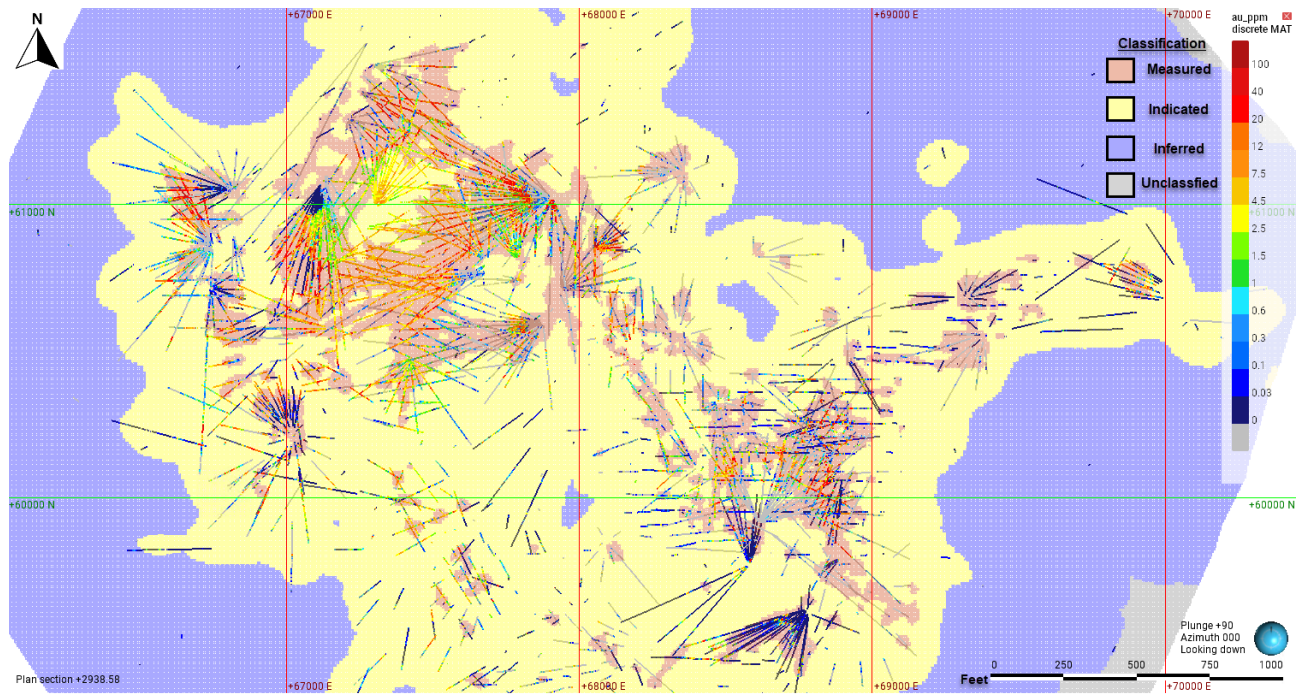 N
+67000 E
+68000 E
+69000 E
+70000 E
au_ppm
discrete MAT
Classification
Measured
Indicated
Inferred
Unclassfied
100
40
20
12
7.5
4.5
2.5
1.5
1
0.6
0.3
0.1
0.03
0
+61000 N
+61000 N
+60000 N
+60000 N
Plunge +90
Azimuth 000
Looking down
0
250
500
750
1000
Feet
Plan section +2938.58
+67000 E
+68000 E
+69000 E
+70000 E